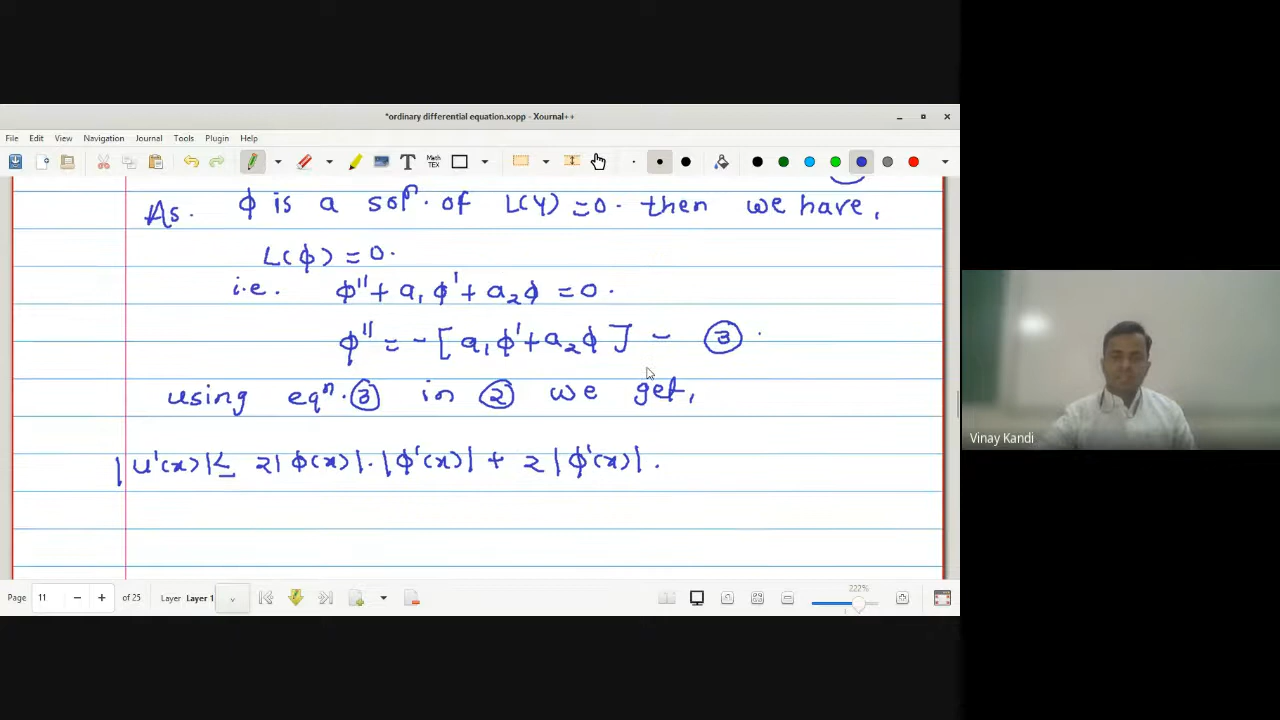 *ordinary differential equation.xopp - Xournal++
File Edit View Navigation Journal Tools Plugin Help
As. ϕ is a solⁿ. of L(Y) = 0. then we have,
L(ϕ) = 0.
i.e. ϕ'' + a₁ϕ' + a₂ϕ = 0.
ϕ'' = -[a₁ϕ' + a₂ϕ] - ③.
using eqⁿ. ③ in ② we get,
|u'(x)| ≤ 2|ϕ(x)|.|ϕ'(x)| + 2|ϕ'(x)|.
Vinay Kandi
Page 11 of 25 Layer Layer 1 222%